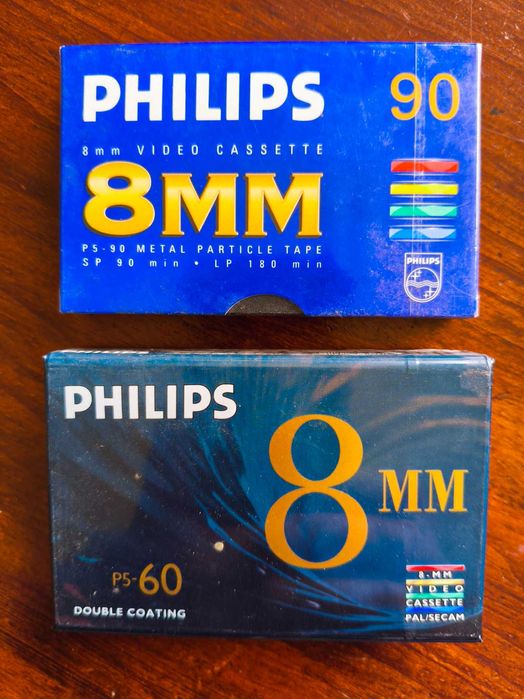 PHILIPS 90
8mm VIDEO CASSETTE
8MM
P5-90 METAL PARTICLE TAPE
SP 90 min • LP 180 min
PHILIPS
PHILIPS
8 MM
P5-60
DOUBLE COATING
8-MM
VIDEO
CASSETTE
PAL/SECAM